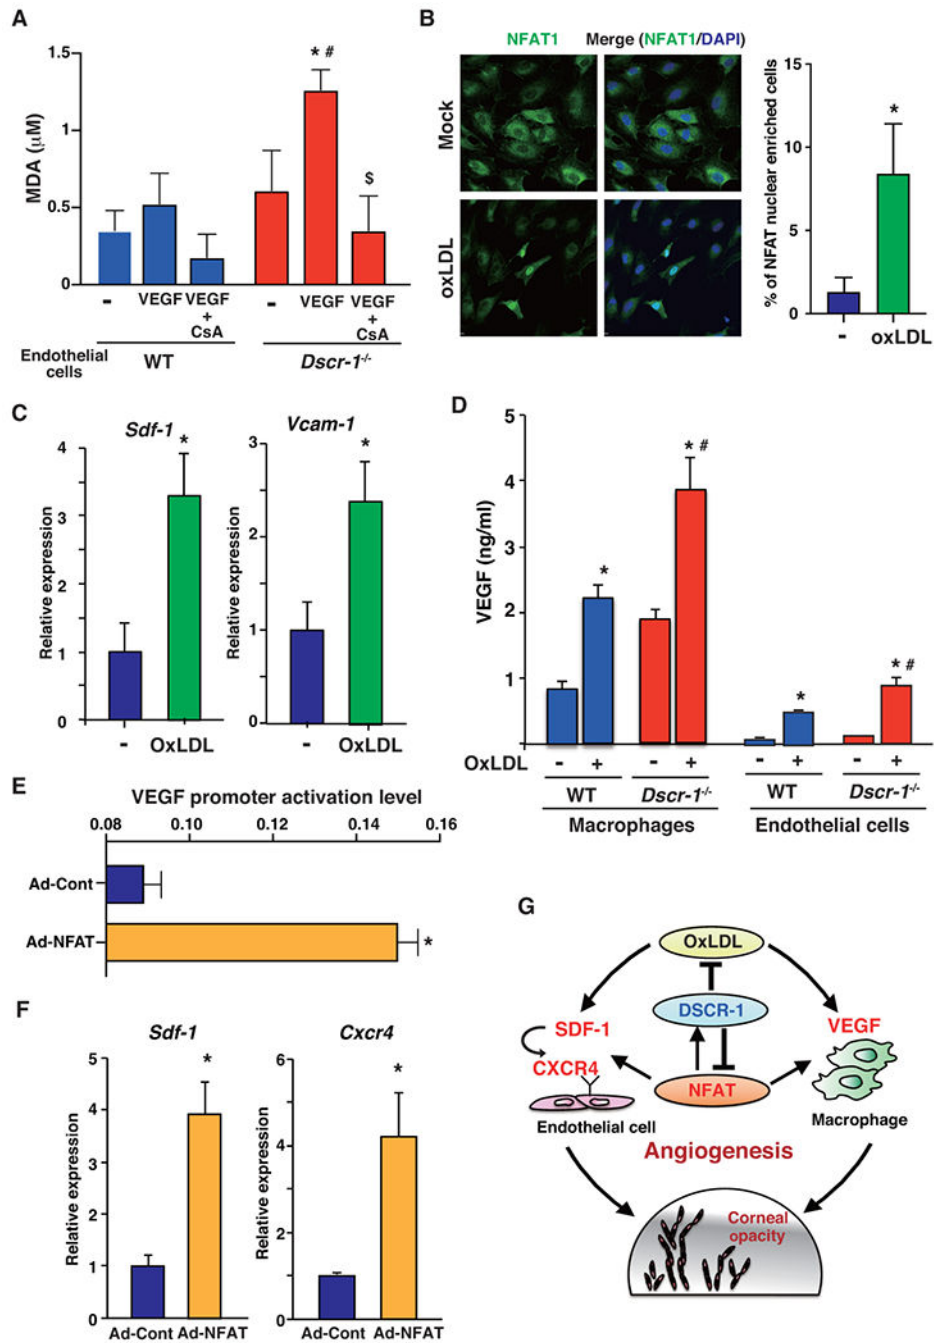 A
MDA (μM)
1.5
1
0.5
0
* #
$
-
VEGF
VEGF
+
CsA
-
VEGF
VEGF
+
CsA
Endothelial
cells
WT
Dscr-1-/-
B
NFAT1
Merge (NFAT1/DAPI)
Mock
oxLDL
% of NFAT nuclear enriched cells
15
10
5
0
*
-
oxLDL
C
Sdf-1
Relative expression
4
3
2
1
0
*
-
OxLDL
Vcam-1
Relative expression
3
2
1
0
*
-
OxLDL
D
VEGF (ng/ml)
5
4
3
2
1
*
* #
*
* #
OxLDL
-
+
-
+
-
+
-
+
WT
Dscr-1-/-
WT
Dscr-1-/-
Macrophages
Endothelial cells
E
VEGF promoter activation level
0.08
0.10
0.12
0.14
0.16
Ad-Cont
Ad-NFAT
*
F
Sdf-1
Relative expression
5
4
3
2
1
0
*
Ad-Cont
Ad-NFAT
Cxcr4
Relative expression
6
4
2
0
*
Ad-Cont
Ad-NFAT
G
OxLDL
DSCR-1
SDF-1
VEGF
CXCR4
NFAT
Endothelial cell
Macrophage
Angiogenesis
Corneal
opacity